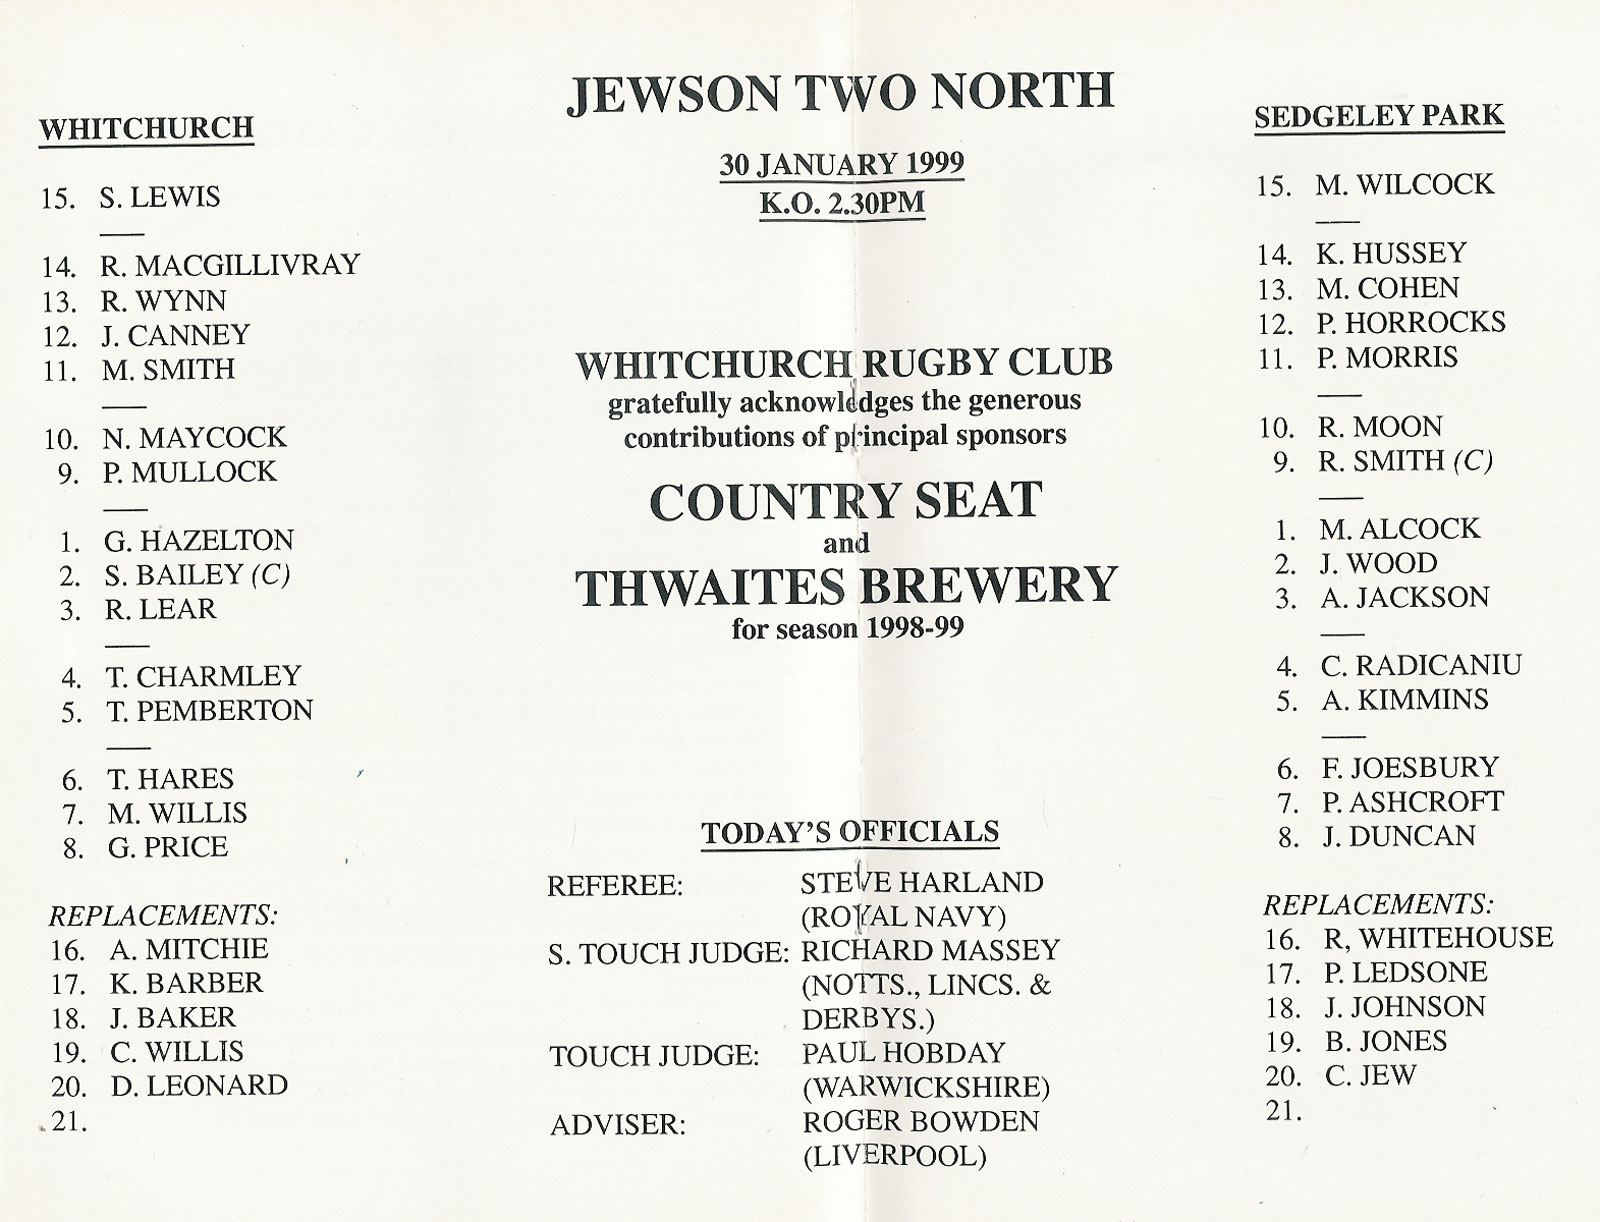 WHITCHURCH
15. S. LEWIS
14. R. MACGILLIVRAY
13. R. WYNN
12. J. CANNEY
11. M. SMITH
10. N. MAYCOCK
9. P. MULLOCK
1. G. HAZELTON
2. S. BAILEY (C)
3. R. LEAR
4. T. CHARMLEY
5. T. PEMBERTON
6. T. HARES
7. M. WILLIS
8. G. PRICE
REPLACEMENTS:
16. A. MITCHIE
17. K. BARBER
18. J. BAKER
19. C. WILLIS
20. D. LEONARD
21.
JEWSON TWO NORTH
30 JANUARY 1999
K.O. 2.30PM
WHITCHURCH RUGBY CLUB
gratefully acknowledges the generous
contributions of principal sponsors
COUNTRY SEAT
and
THWAITES BREWERY
for season 1998-99
TODAY'S OFFICIALS
REFEREE: STEVE HARLAND
(ROYAL NAVY)
S. TOUCH JUDGE: RICHARD MASSEY
(NOTTS., LINCS. &
DERBYS.)
TOUCH JUDGE: PAUL HOBDAY
(WARWICKSHIRE)
ADVISER: ROGER BOWDEN
(LIVERPOOL)
SEDGELEY PARK
15. M. WILCOCK
14. K. HUSSEY
13. M. COHEN
12. P. HORROCKS
11. P. MORRIS
10. R. MOON
9. R. SMITH (C)
1. M. ALCOCK
2. J. WOOD
3. A. JACKSON
4. C. RADICANIU
5. A. KIMMINS
6. F. JOESBURY
7. P. ASHCROFT
8. J. DUNCAN
REPLACEMENTS:
16. R, WHITEHOUSE
17. P. LEDSONE
18. J. JOHNSON
19. B. JONES
20. C. JEW
21.